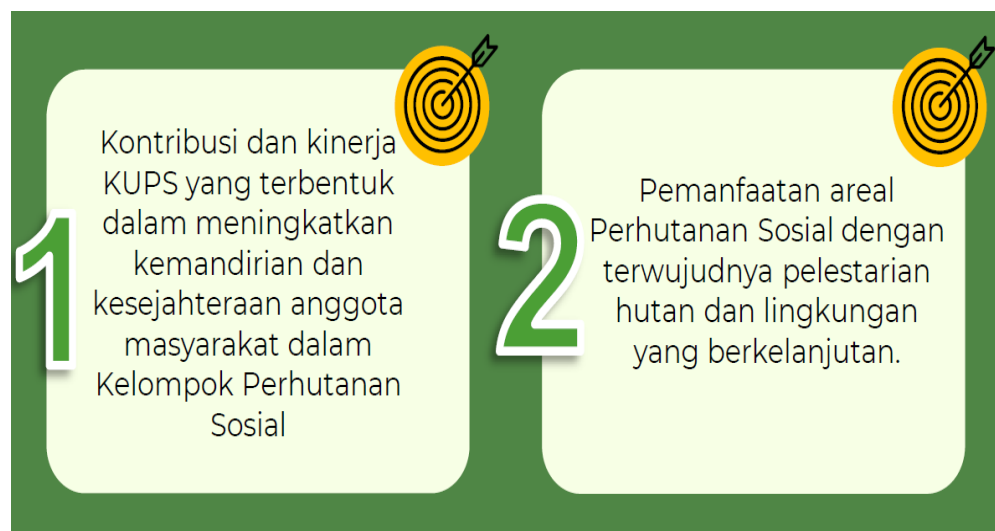 1
Kontribusi dan kinerja
KUPS yang terbentuk
dalam meningkatkan
kemandirian dan
kesejahteraan anggota
masyarakat dalam
Kelompok Perhutanan
Sosial
2
Pemanfaatan areal
Perhutanan Sosial dengan
terwujudnya pelestarian
hutan dan lingkungan
yang berkelanjutan.